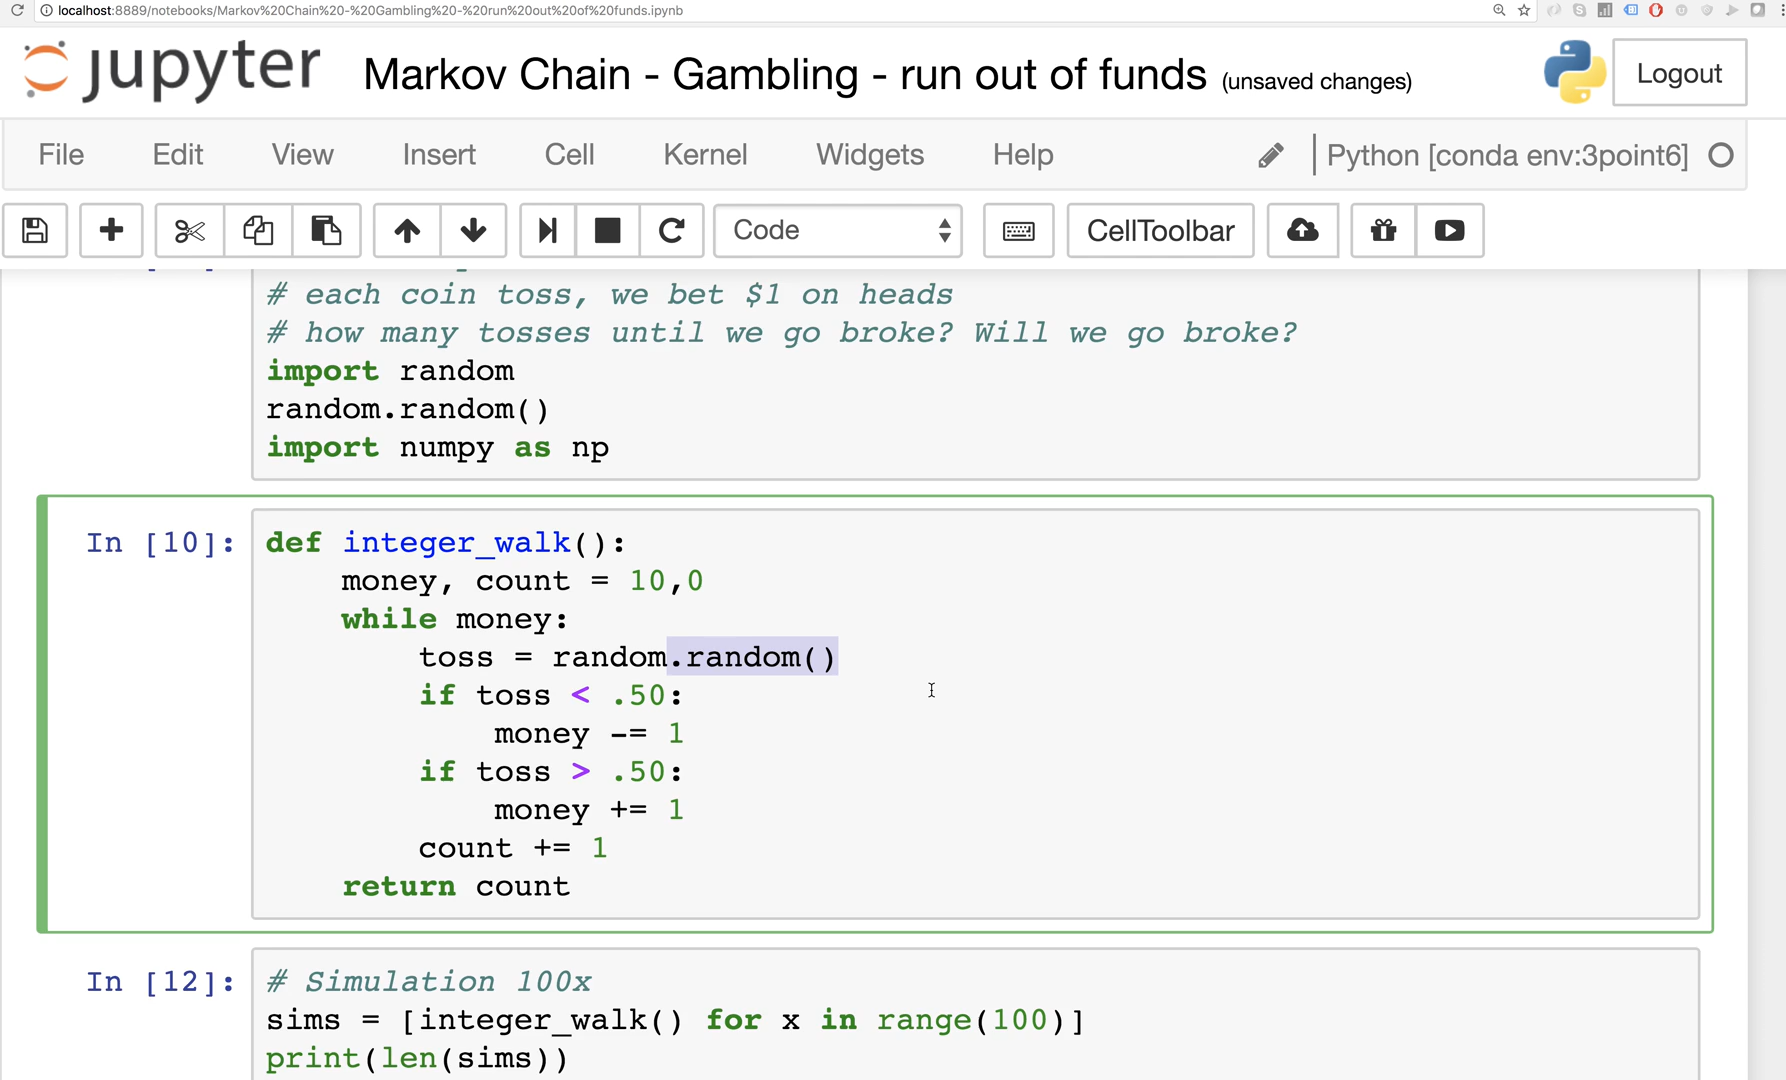 localhost:8889/notebooks/Markov%20Chain%20-%20Gambling%20-%20run%20out%20of%20funds.ipynb
jupyter Markov Chain - Gambling - run out of funds (unsaved changes) Logout
File Edit View Insert Cell Kernel Widgets Help Python [conda env:3point6]
Code CellToolbar
# each coin toss, we bet $1 on heads
# how many tosses until we go broke? Will we go broke?
import random
random.random()
import numpy as np
In [10]: def integer_walk():
money, count = 10,0
while money:
toss = random.random()
if toss < .50:
money -= 1
if toss > .50:
money += 1
count += 1
return count
In [12]: # Simulation 100x
sims = [integer_walk() for x in range(100)]
print(len(sims))